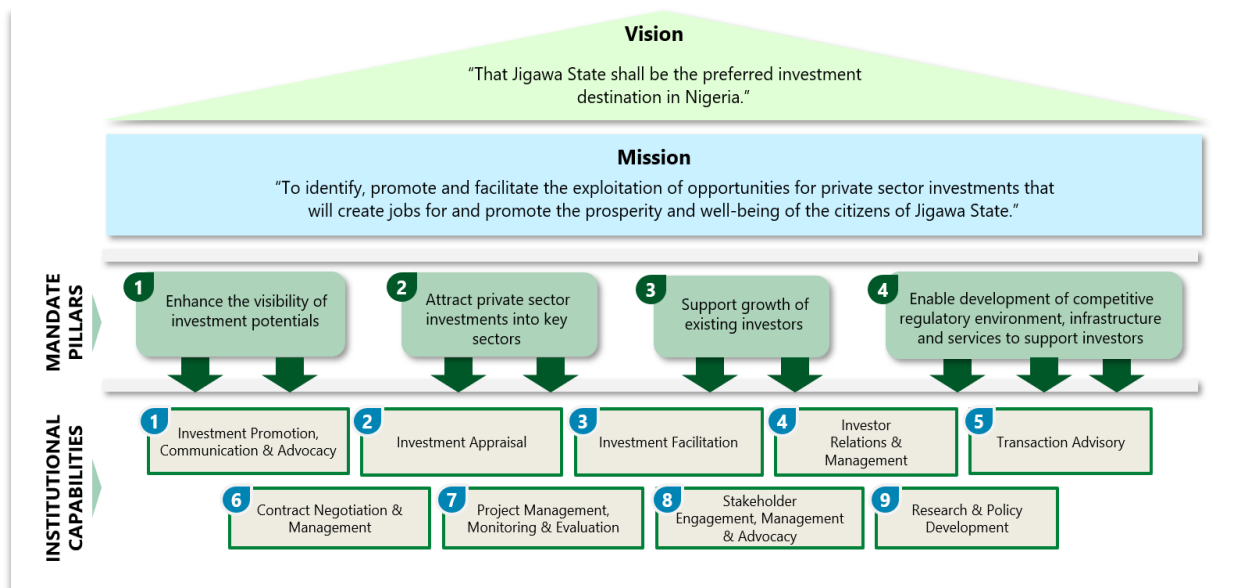 Vision
“That Jigawa State shall be the preferred investment
destination in Nigeria.”
Mission
“To identify, promote and facilitate the exploitation of opportunities for private sector investments that
will create jobs for and promote the prosperity and well-being of the citizens of Jigawa State.”
MANDATE
PILLARS
1
Enhance the visibility of
investment potentials
2
Attract private sector
investments into key
sectors
3
Support growth of
existing investors
4
Enable development of competitive
regulatory environment, infrastructure
and services to support investors
INSTITUTIONAL
CAPABILITIES
1
Investment Promotion,
Communication & Advocacy
2
Investment Appraisal
3
Investment Facilitation
4
Investor
Relations &
Management
5
Transaction Advisory
6
Contract Negotiation &
Management
7
Project Management,
Monitoring & Evaluation
8
Stakeholder
Engagement, Management
& Advocacy
9
Research & Policy
Development